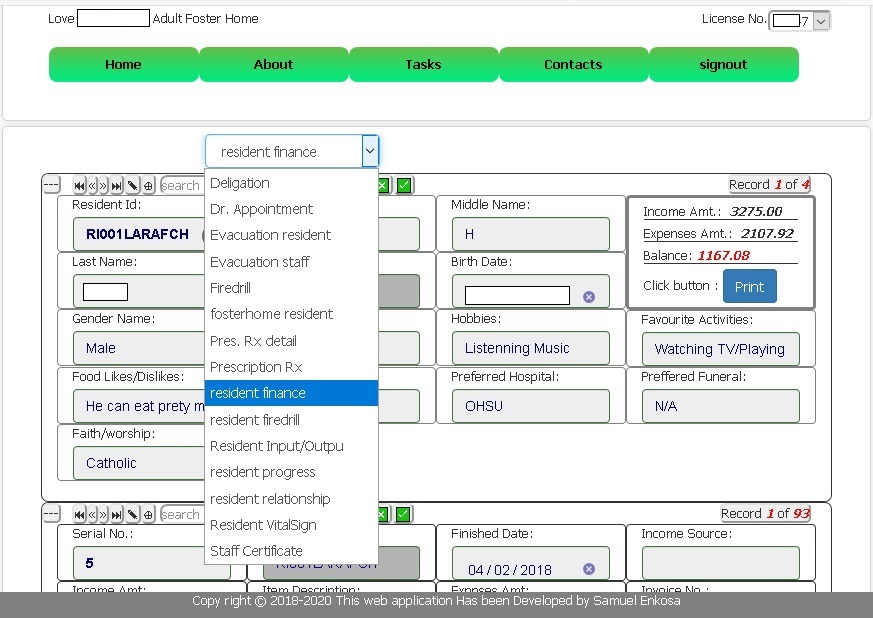 Love Adult Foster Home License No. 7
Home About Tasks Contacts signout
resident finance
--- search Record 1 of 4
Deligation
Dr. Appointment
Evacuation resident
Evacuation staff
Firedrill
fosterhome resident
Pres. Rx detail
Prescription Rx
resident finance
resident firedrill
Resident Input/Outpu
resident progress
resident relationship
Resident VitalSign
Staff Certificate
Resident Id: Middle Name:
RI001LARAFCH H
Income Amt.: 3275.00
Expenses Amt.: 2107.92
Balance: 1167.08
Click button : Print
Last Name: Birth Date:
Gender Name: Hobbies: Favourite Activities:
Male Listenning Music Watching TV/Playing
Food Likes/Dislikes: Preferred Hospital: Preffered Funeral:
He can eat prety m OHSU N/A
Faith/worship:
Catholic
--- search Record 1 of 93
Serial No.: Finished Date: Income Source:
5 RI001LARAFCH 04/02/2018
Income Amt: Item Description: Expnses Amt: Invoice No.:
Copy right © 2018-2020 This web application Has been Developed by Samuel Enkosa